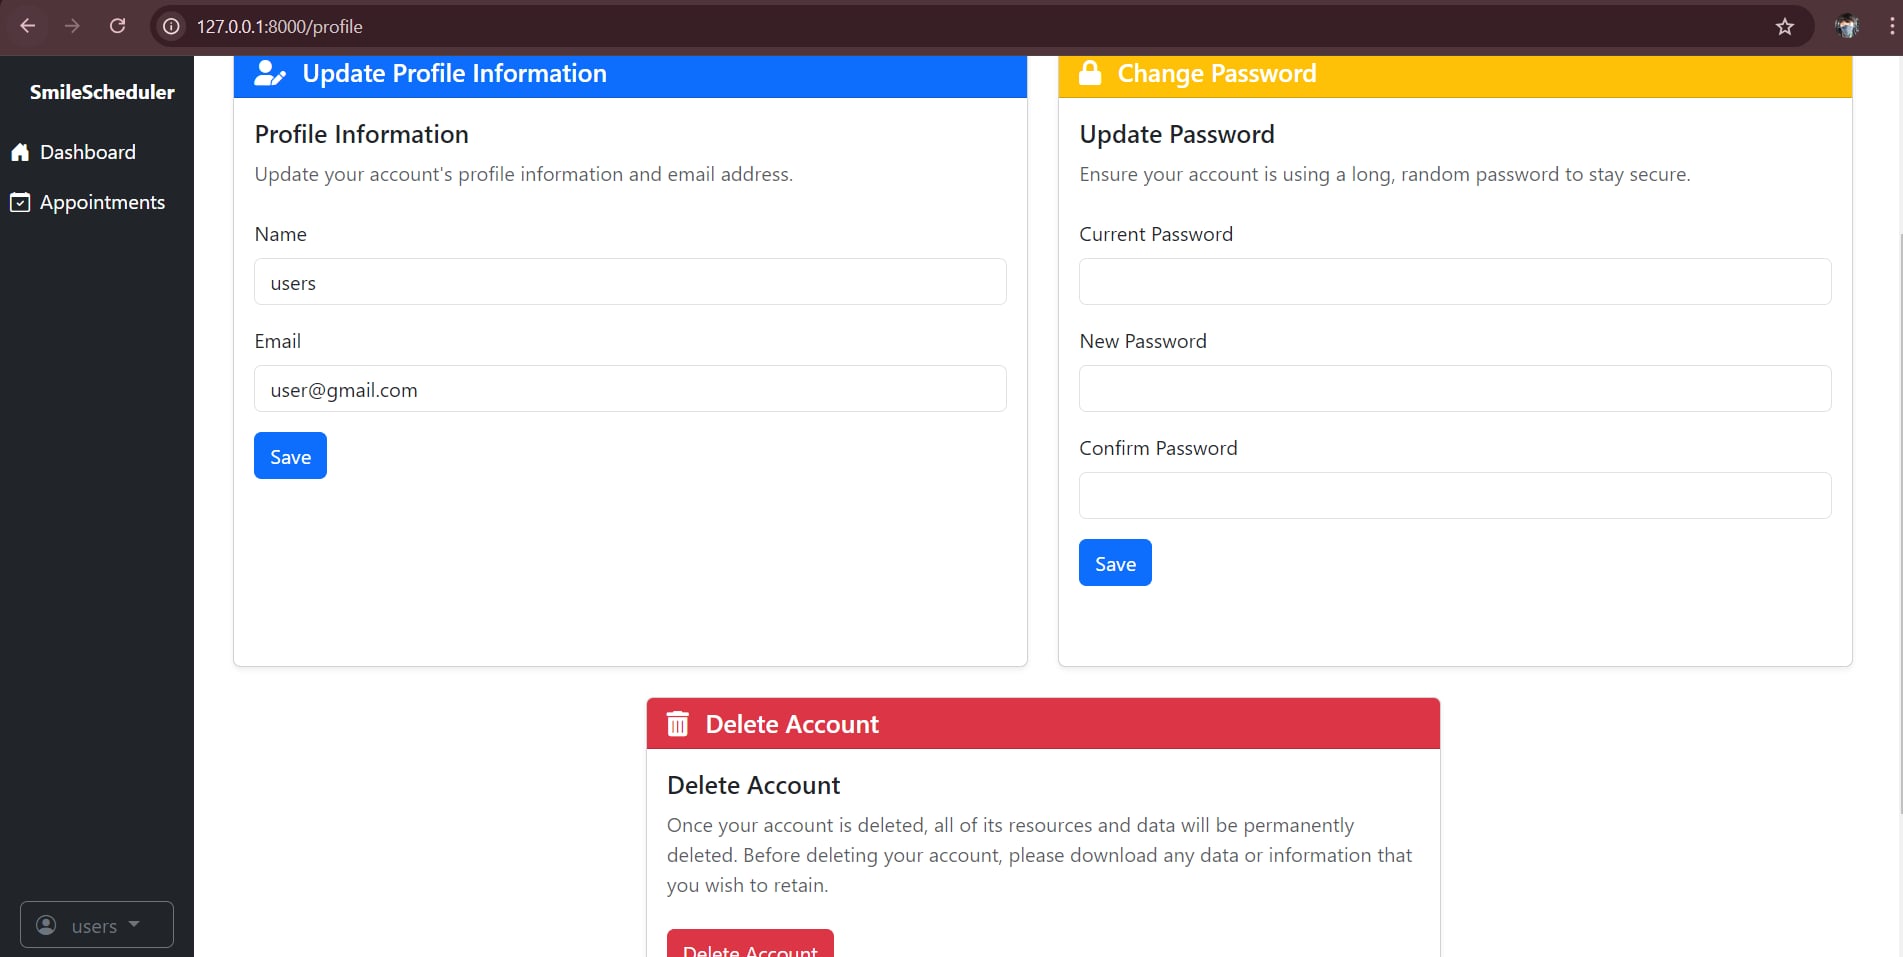 127.0.0.1:8000/profile
SmileScheduler
Dashboard
Appointments
users
Update Profile Information
Profile Information
Update your account's profile information and email address.
Name
users
Email
user@gmail.com
Save
Change Password
Update Password
Ensure your account is using a long, random password to stay secure.
Current Password
New Password
Confirm Password
Save
Delete Account
Delete Account
Once your account is deleted, all of its resources and data will be permanently
deleted. Before deleting your account, please download any data or information that
you wish to retain.
Delete Account